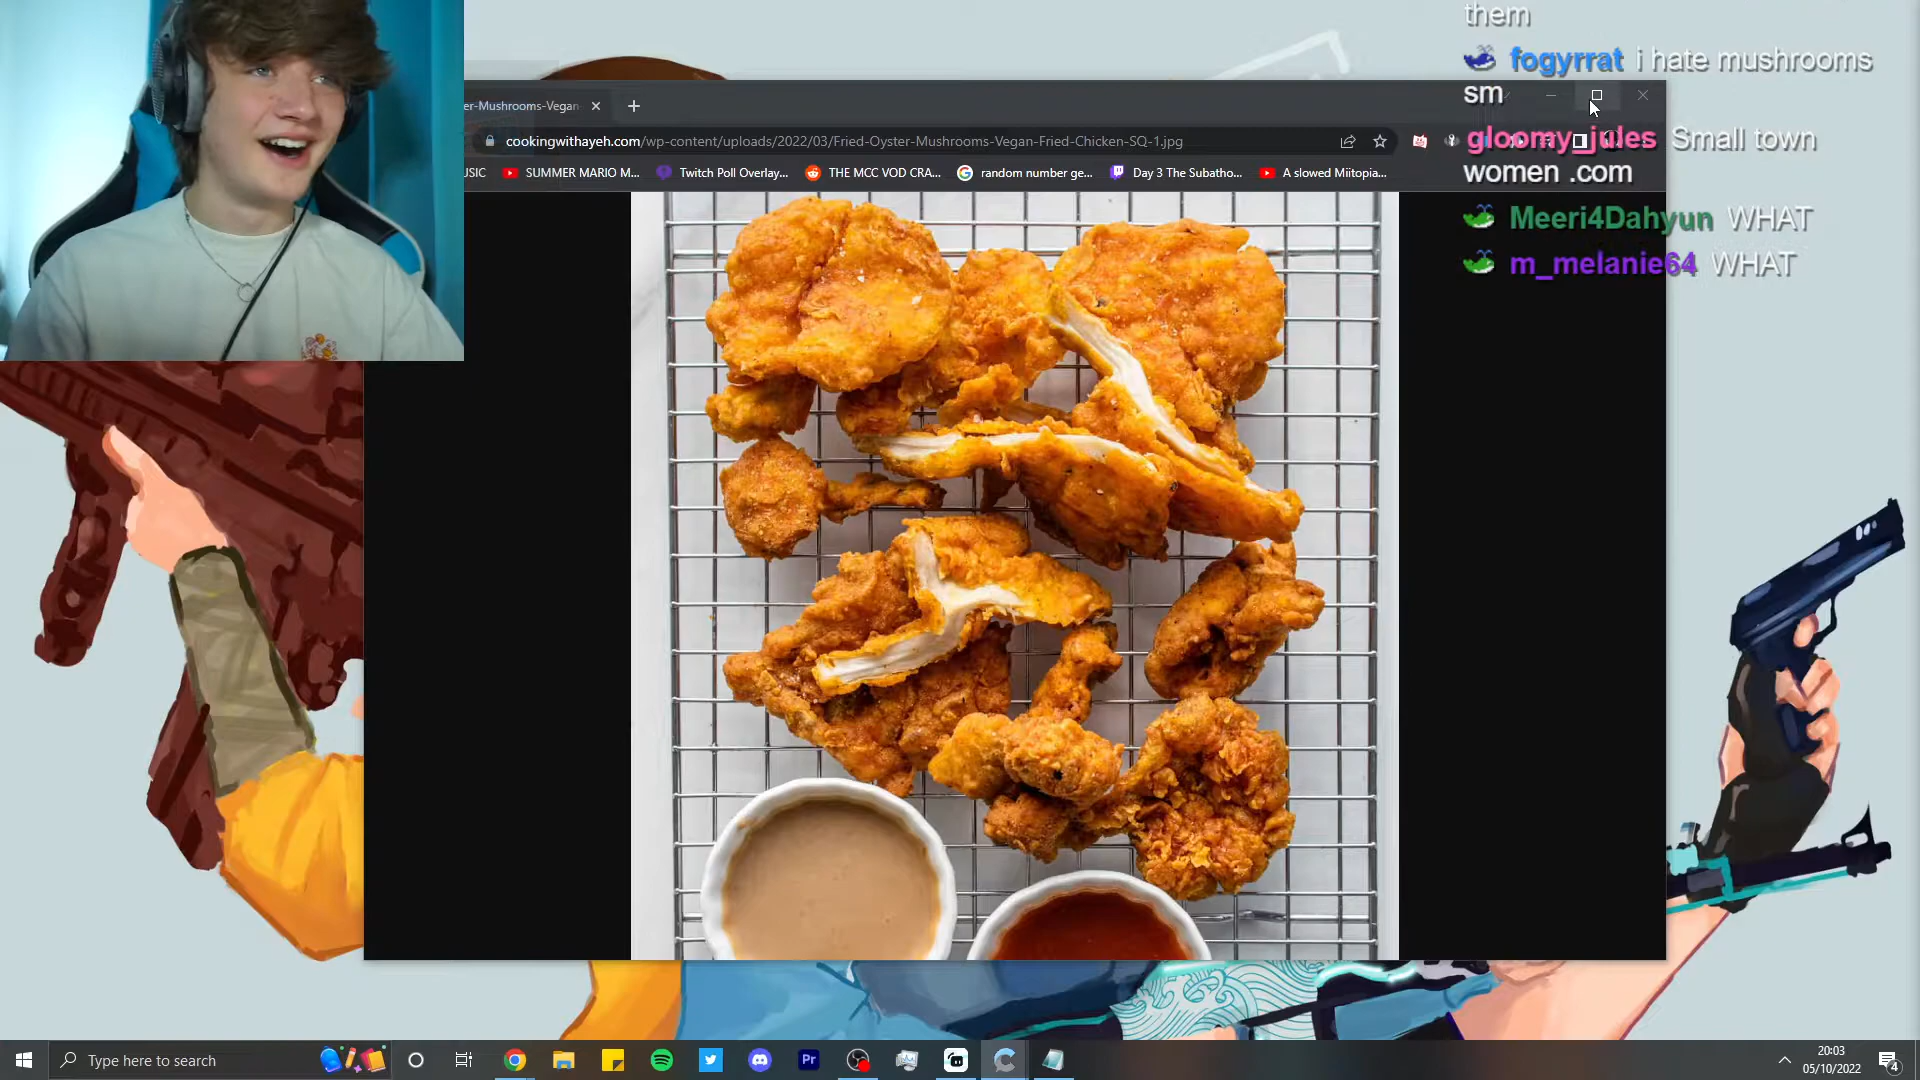 them
fogyrrat i hate mushrooms
sm
gloomy_jules Small town
women .com
Meeri4Dahyun WHAT
m_melanie64 WHAT
er-Mushrooms-Vegan
cookingwithayeh.com/wp-content/uploads/2022/03/Fried-Oyster-Mushrooms-Vegan-Fried-Chicken-SQ-1.jpg
USIC SUMMER MARIO M... Twitch Poll Overlay... THE MCC VOD CRA... random number ge... Day 3 The Subatho... A slowed Miitopia...
Type here to search
Pr
20:03
05/10/2022
4